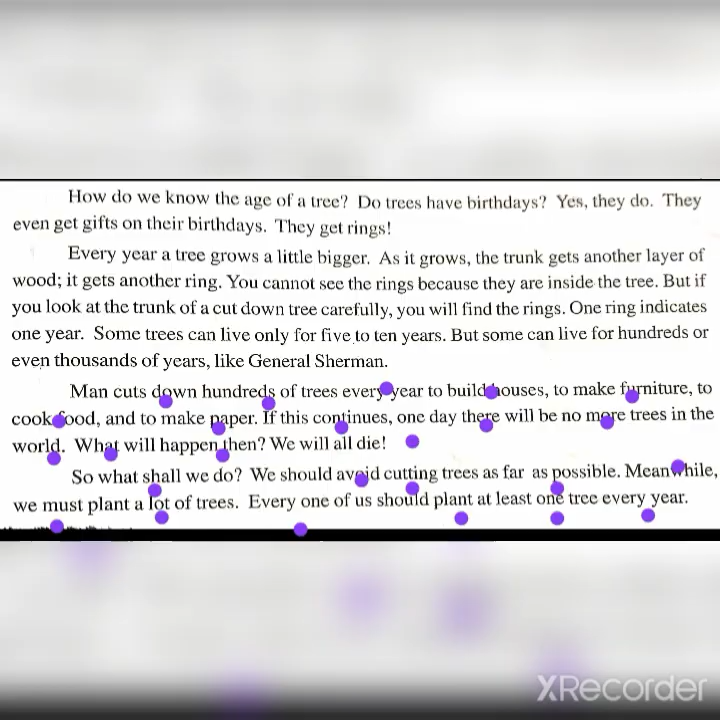 How do we know the age of a tree? Do trees have birthdays? Yes, they do. They
even get gifts on their birthdays. They get rings!
Every year a tree grows a little bigger. As it grows, the trunk gets another layer of
wood; it gets another ring. You cannot see the rings because they are inside the tree. But if
you look at the trunk of a cut down tree carefully, you will find the rings. One ring indicates
one year. Some trees can live only for five to ten years. But some can live for hundreds or
even thousands of years, like General Sherman.
Man cuts down hundreds of trees every year to build houses, to make furniture, to
cook food, and to make paper. If this continues, one day there will be no more trees in the
world. What will happen then? We will all die!
So what shall we do? We should avoid cutting trees as far as possible. Meanwhile,
we must plant a lot of trees. Every one of us should plant at least one tree every year.
XRecorder